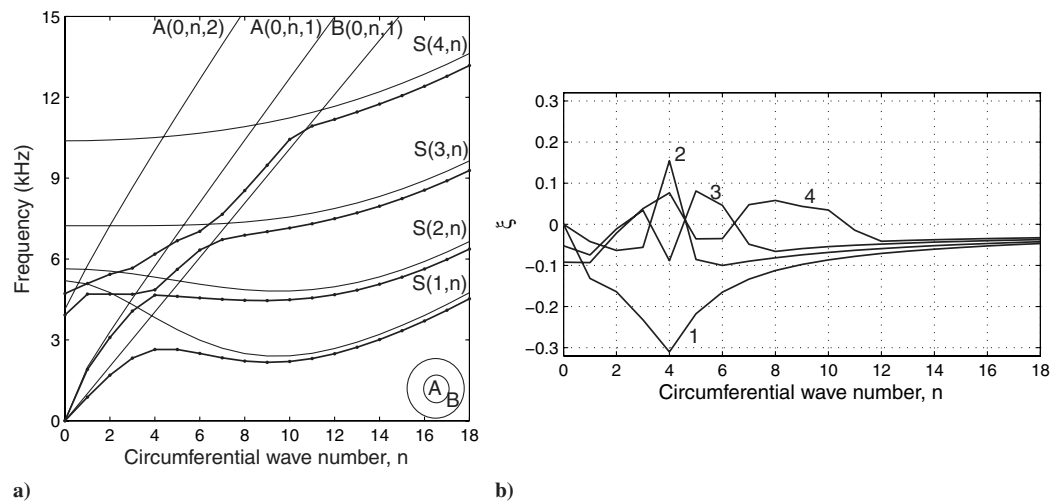 15
12
9
6
3
0
Frequency (kHz)
A(0,n,2)
A(0,n,1)
B(0,n,1)
S(4,n)
S(3,n)
S(2,n)
S(1,n)
A
B
0 2 4 6 8 10 12 14 16 18
Circumferential wave number, n
a)
0.3
0.2
0.1
0
−0.1
−0.2
−0.3
ξ
2
3
4
1
0 2 4 6 8 10 12 14 16 18
Circumferential wave number, n
b)